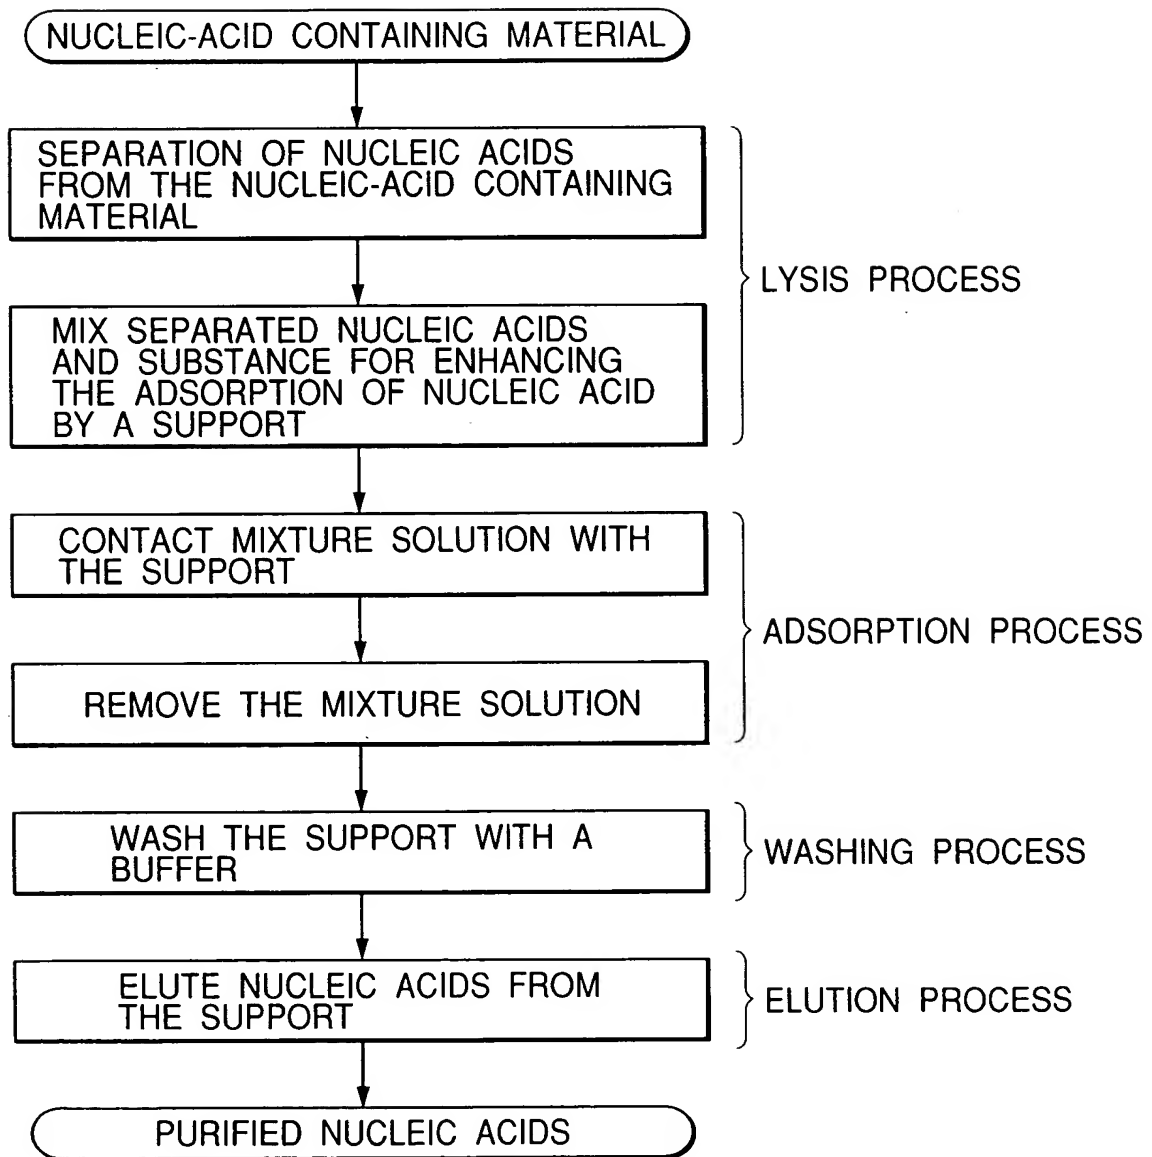 NUCLEIC-ACID CONTAINING MATERIAL
SEPARATION OF NUCLEIC ACIDS
FROM THE NUCLEIC-ACID CONTAINING
MATERIAL
LYSIS PROCESS
MIX SEPARATED NUCLEIC ACIDS
AND SUBSTANCE FOR ENHANCING
THE ADSORPTION OF NUCLEIC ACID
BY A SUPPORT
CONTACT MIXTURE SOLUTION WITH
THE SUPPORT
ADSORPTION PROCESS
REMOVE THE MIXTURE SOLUTION
WASH THE SUPPORT WITH A
BUFFER
WASHING PROCESS
ELUTE NUCLEIC ACIDS FROM
THE SUPPORT
ELUTION PROCESS
PURIFIED NUCLEIC ACIDS